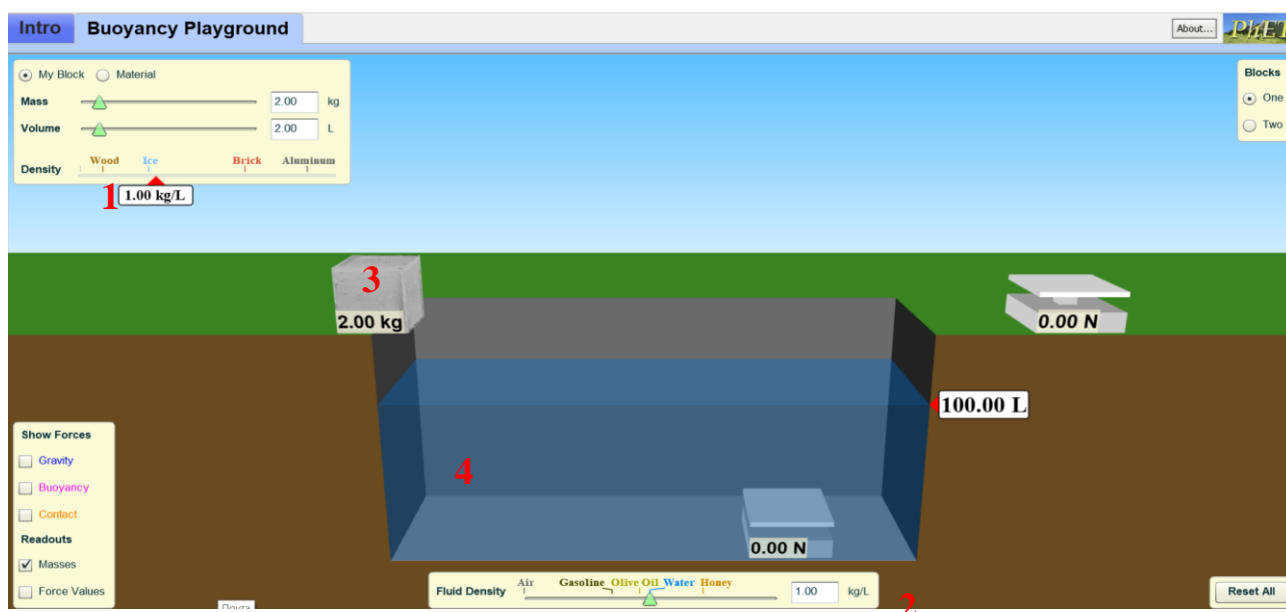 Intro Buoyancy Playground About... PhET
My Block Material
Mass 2.00 kg
Volume 2.00 L
Wood Ice Brick Aluminum
Density
1 1.00 kg/L
Blocks
One
Two
3
2.00 kg
0.00 N
100.00 L
4
0.00 N
Show Forces
Gravity
Buoyancy
Contact
Readouts
Masses
Force Values
Air Gasoline Olive Oil Water Honey
Fluid Density 1.00 kg/L
2
Reset All
Почта